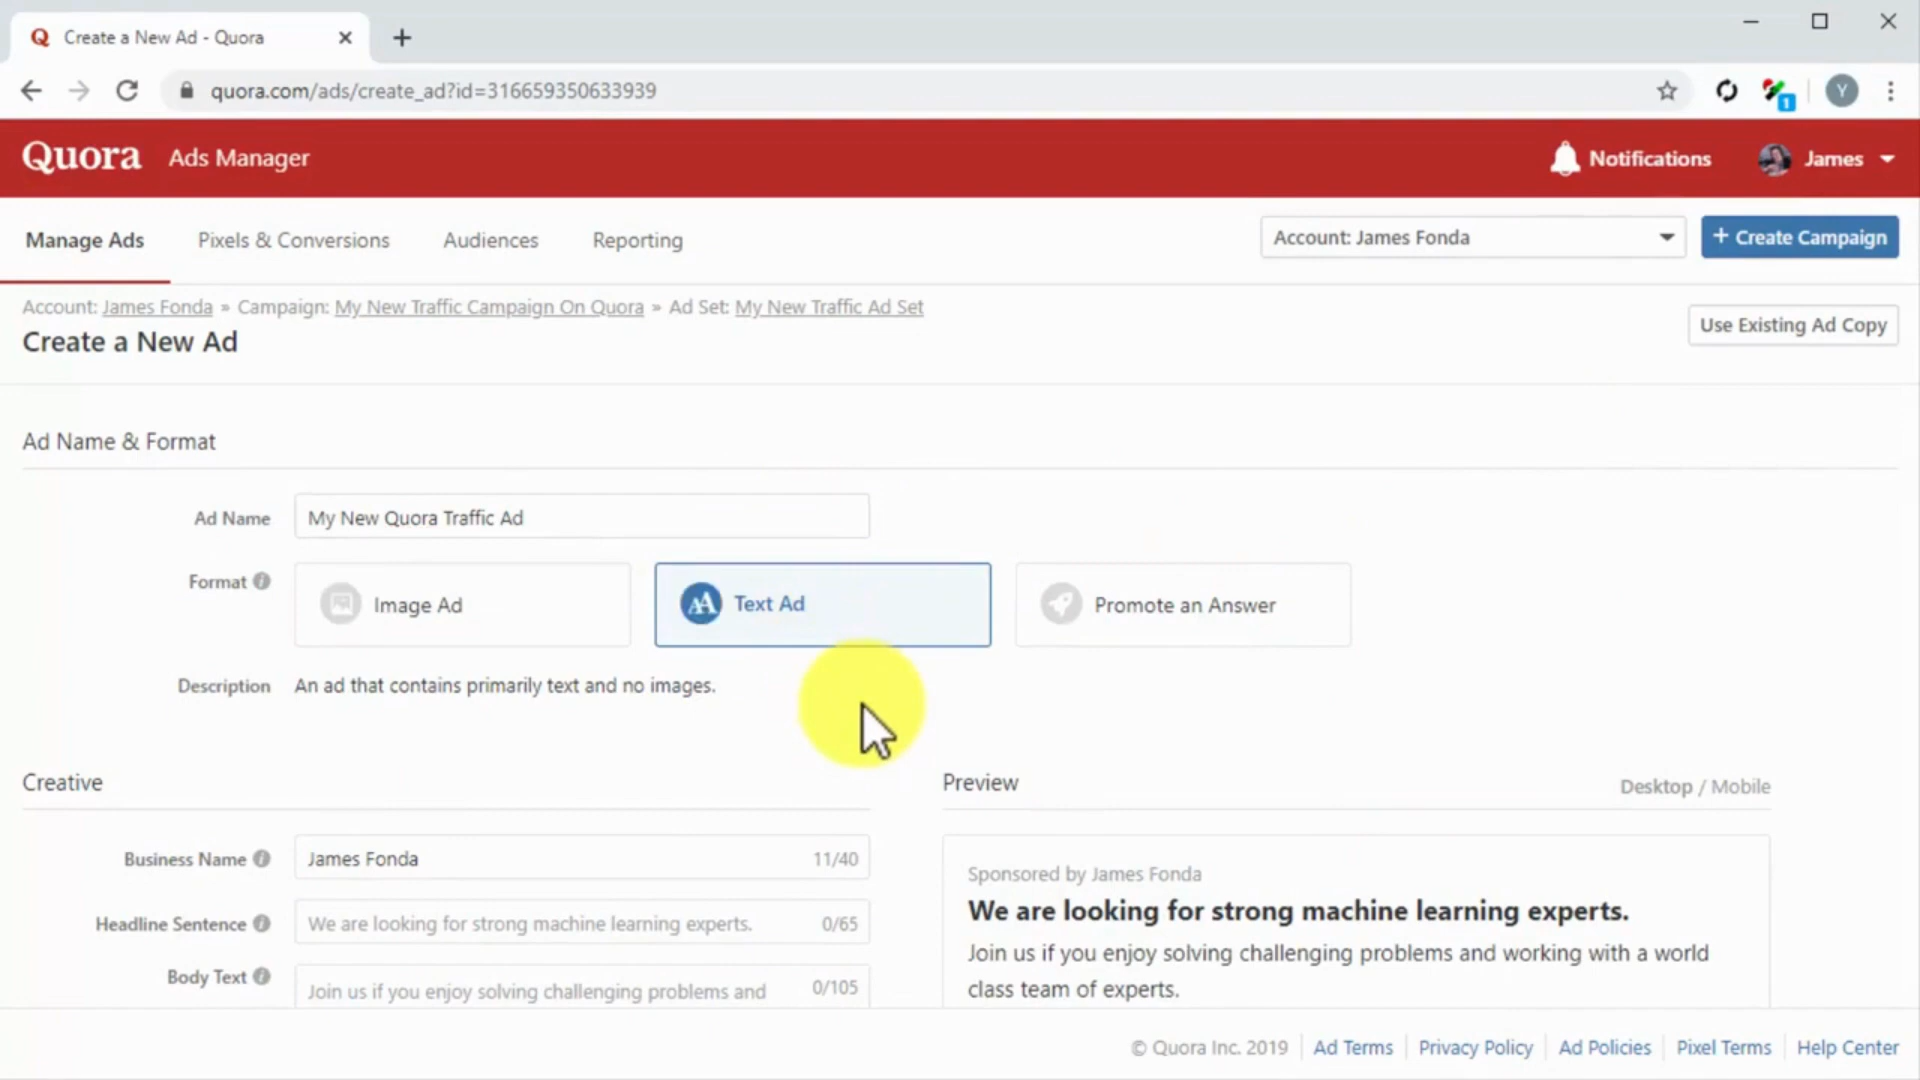 Q Create a New Ad - Quora
quora.com/ads/create_ad?id=316659350633939
1
Y
Quora Ads Manager
Notifications
James
Manage Ads
Pixels & Conversions
Audiences
Reporting
Account: James Fonda
+ Create Campaign
Account: James Fonda » Campaign: My New Traffic Campaign On Quora » Ad Set: My New Traffic Ad Set
Create a New Ad
Use Existing Ad Copy
Ad Name & Format
Ad Name
My New Quora Traffic Ad
Format
Image Ad
AA Text Ad
Promote an Answer
Description
An ad that contains primarily text and no images.
Creative
Business Name
James Fonda
11/40
Headline Sentence
We are looking for strong machine learning experts.
0/65
Body Text
Join us if you enjoy solving challenging problems and
0/105
Preview
Desktop / Mobile
Sponsored by James Fonda
We are looking for strong machine learning experts.
Join us if you enjoy solving challenging problems and working with a world
class team of experts.
© Quora Inc. 2019
Ad Terms
Privacy Policy
Ad Policies
Pixel Terms
Help Center